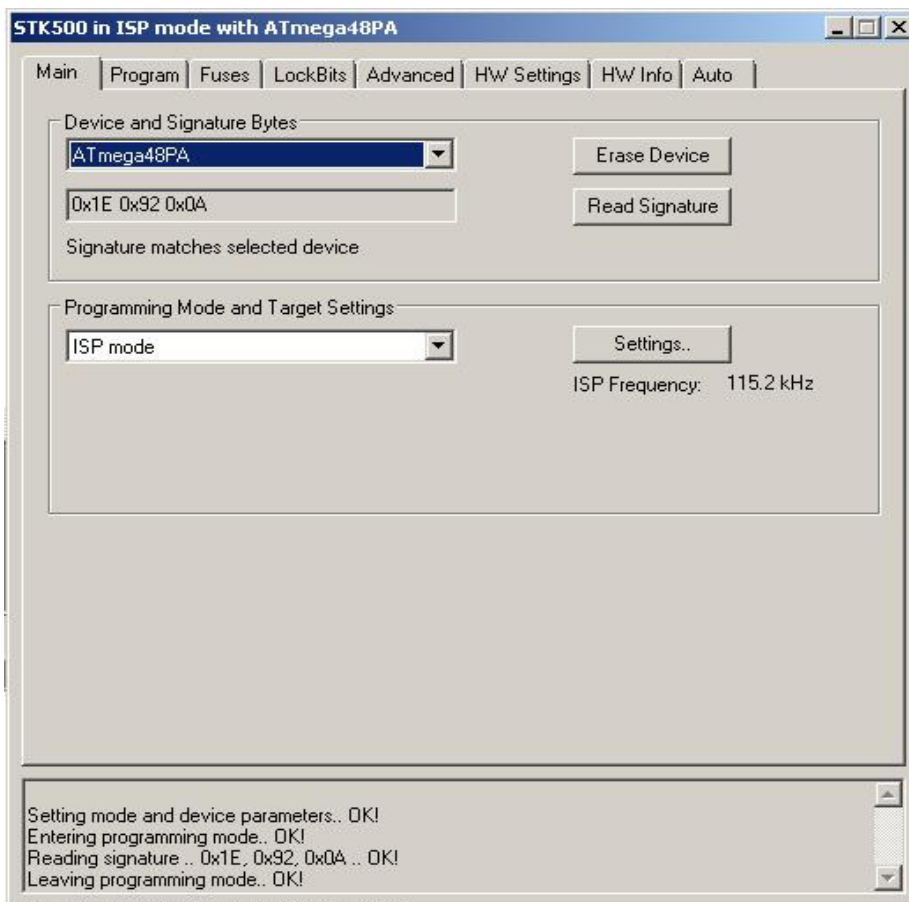 STK500 in ISP mode with ATmega48PA
Main Program Fuses LockBits Advanced HW Settings HW Info Auto
Device and Signature Bytes
ATmega48PA
Erase Device
0x1E 0x92 0x0A
Read Signature
Signature matches selected device
Programming Mode and Target Settings
ISP mode
Settings..
ISP Frequency: 115.2 kHz
Setting mode and device parameters.. OK!
Entering programming mode.. OK!
Reading signature .. 0x1E, 0x92, 0x0A .. OK!
Leaving programming mode.. OK!